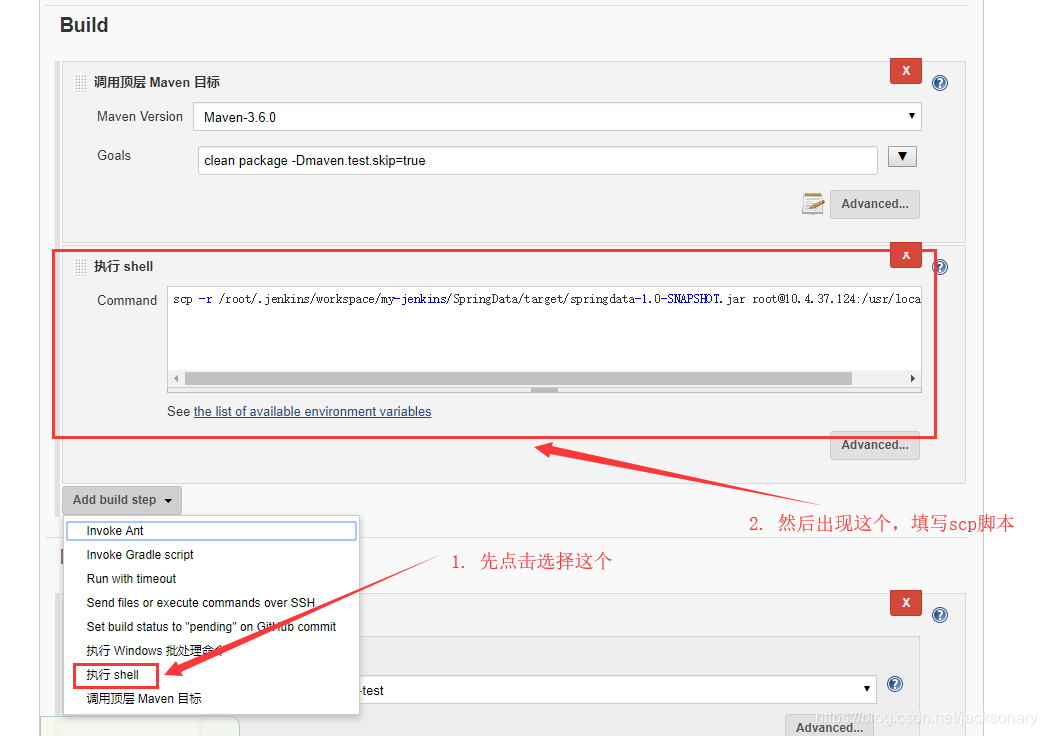 Build
调用顶层 Maven 目标
X
Maven Version
Maven-3.6.0
Goals
clean package -Dmaven.test.skip=true
Advanced...
执行 shell
X
Command
scp -r /root/.jenkins/workspace/my-jenkins/SpringData/target/springdata-1.0-SNAPSHOT.jar root@10.4.37.124:/usr/loca
See the list of available environment variables
Advanced...
Add build step
2. 然后出现这个，填写scp脚本
Invoke Ant
1. 先点击选择这个
Invoke Gradle script
Run with timeout
Send files or execute commands over SSH
X
Set build status to "pending" on GitHub commit
执行 Windows 批处理命令
执行 shell
-test
调用顶层 Maven 目标
https://blog.csdn.net/jacksonary
Advanced...